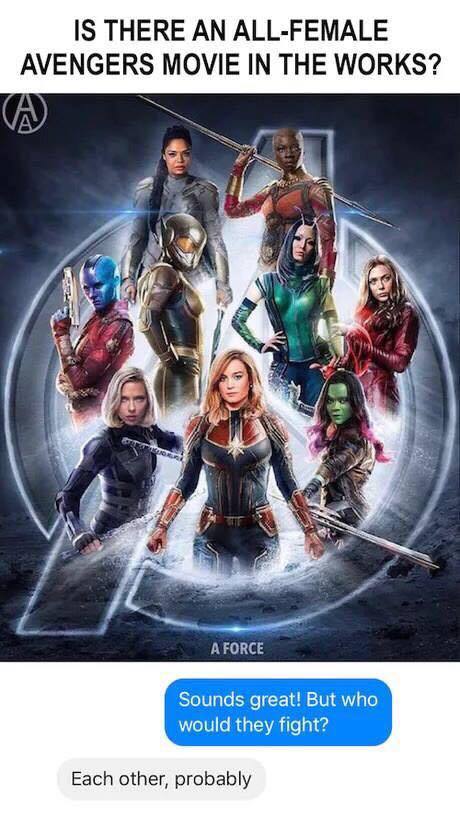 IS THERE AN ALL-FEMALE
AVENGERS MOVIE IN THE WORKS?
A
A
A FORCE
Sounds great! But who
would they fight?
Each other, probably